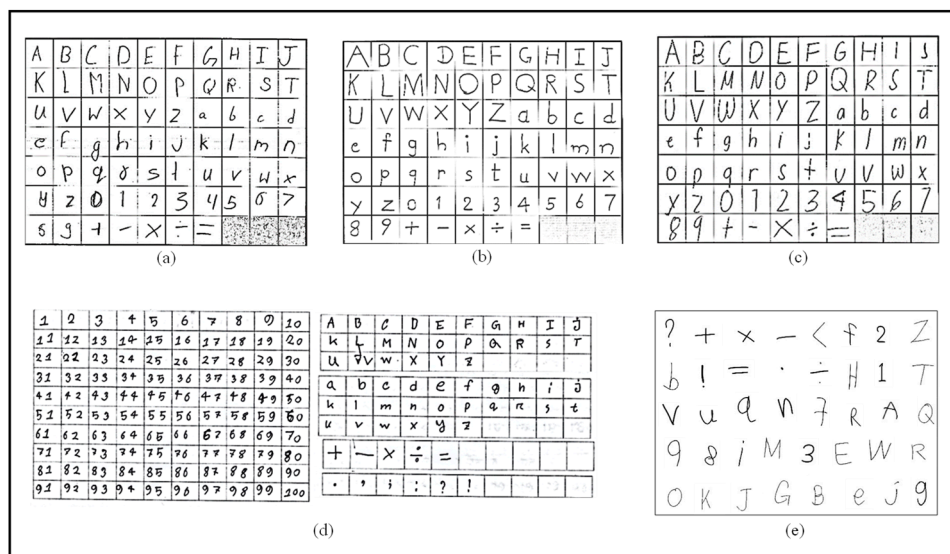 A B C D E F G H I J
K L M N O P Q R S T
U V W X Y Z a b c d
e f g h i j k l m n
o p q r s t u v w x
y z 0 1 2 3 4 5 6 7
8 9 + - × ÷ =
(a)
A B C D E F G H I J
K L M N O P Q R S T
U V W X Y Z a b c d
e f g h i j k l m n
o p q r s t u v w x
y z 0 1 2 3 4 5 6 7
8 9 + - × ÷ =
(b)
A B C D E F G H I J
K L M N O P Q R S T
U V W X Y Z a b c d
e f g h i j k l m n
o p q r s t u v w x
y z 0 1 2 3 4 5 6 7
8 9 + - × ÷ =
(c)
1 2 3 4 5 6 7 8 9 10
11 12 13 14 15 16 17 18 19 20
21 22 23 24 25 26 27 28 29 30
31 32 33 34 35 36 37 38 39 40
41 42 43 44 45 46 47 48 49 50
51 52 53 54 55 56 57 58 59 60
61 62 63 64 65 66 67 68 69 70
71 72 73 74 75 76 77 78 79 80
81 82 83 84 85 86 87 88 89 90
91 92 93 94 95 96 97 98 99 100
A B C D E F G H I J
K L M N O P Q R S T
U V W X Y Z
a b c d e f g h i j
k l m n o p q r s t
u v w x y z
+ - × ÷ =
. , ; : ? !
(d)
? + × - < f 2 Z
b ! = · ÷ H 1 T
V u q n 7 R A Q
9 8 i M 3 E W R
O K J G B e j g
(e)